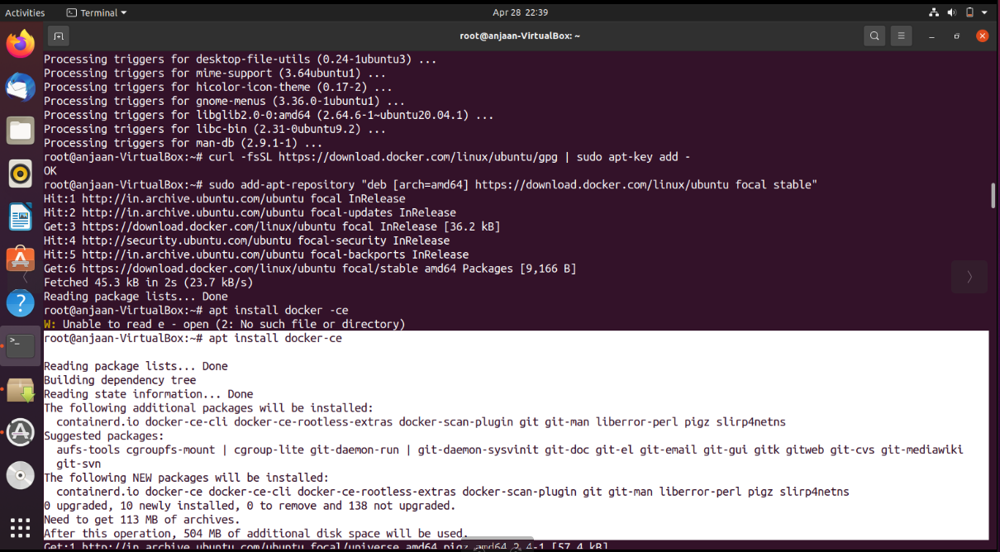 Activities
Terminal
Apr 28 22:39
root@anjaan-VirtualBox: ~
Processing triggers for desktop-file-utils (0.24-1ubuntu3) ...
Processing triggers for mime-support (3.64ubuntu1) ...
Processing triggers for hicolor-icon-theme (0.17-2) ...
Processing triggers for gnome-menus (3.36.0-1ubuntu1) ...
Processing triggers for libglib2.0-0:amd64 (2.64.6-1~ubuntu20.04.1) ...
Processing triggers for libc-bin (2.31-0ubuntu9.2) ...
Processing triggers for man-db (2.9.1-1) ...
root@anjaan-VirtualBox:~# curl -fsSL https://download.docker.com/linux/ubuntu/gpg | sudo apt-key add -
OK
root@anjaan-VirtualBox:~# sudo add-apt-repository "deb [arch=amd64] https://download.docker.com/linux/ubuntu focal stable"
Hit:1 http://in.archive.ubuntu.com/ubuntu focal InRelease
Hit:2 http://in.archive.ubuntu.com/ubuntu focal-updates InRelease
Get:3 https://download.docker.com/linux/ubuntu focal InRelease [36.2 kB]
Hit:4 http://security.ubuntu.com/ubuntu focal-security InRelease
Hit:5 http://in.archive.ubuntu.com/ubuntu focal-backports InRelease
Get:6 https://download.docker.com/linux/ubuntu focal/stable amd64 Packages [9,166 B]
Fetched 45.3 kB in 2s (23.7 kB/s)
Reading package lists... Done
root@anjaan-VirtualBox:~# apt install docker -ce
W: Unable to read e - open (2: No such file or directory)
root@anjaan-VirtualBox:~# apt install docker-ce
Reading package lists... Done
Building dependency tree
Reading state information... Done
The following additional packages will be installed:
containerd.io docker-ce-cli docker-ce-rootless-extras docker-scan-plugin git git-man liberror-perl pigz slirp4netns
Suggested packages:
aufs-tools cgroupfs-mount | cgroup-lite git-daemon-run | git-daemon-sysvinit git-doc git-el git-email git-gui gitk gitweb git-cvs git-mediawiki
git-svn
The following NEW packages will be installed:
containerd.io docker-ce docker-ce-cli docker-ce-rootless-extras docker-scan-plugin git git-man liberror-perl pigz slirp4netns
0 upgraded, 10 newly installed, 0 to remove and 138 not upgraded.
Need to get 113 MB of archives.
After this operation, 504 MB of additional disk space will be used.
Get:1 http://in.archive.ubuntu.com/ubuntu focal/universe amd64 pigz amd64 2.4-1 [57.4 kB]